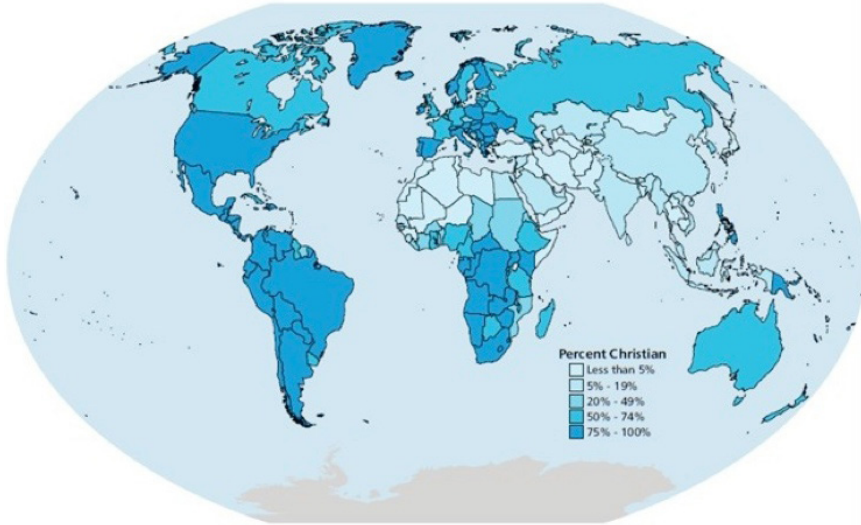 Percent Christian
Less than 5%
5% - 19%
20% - 49%
50% - 74%
75% - 100%